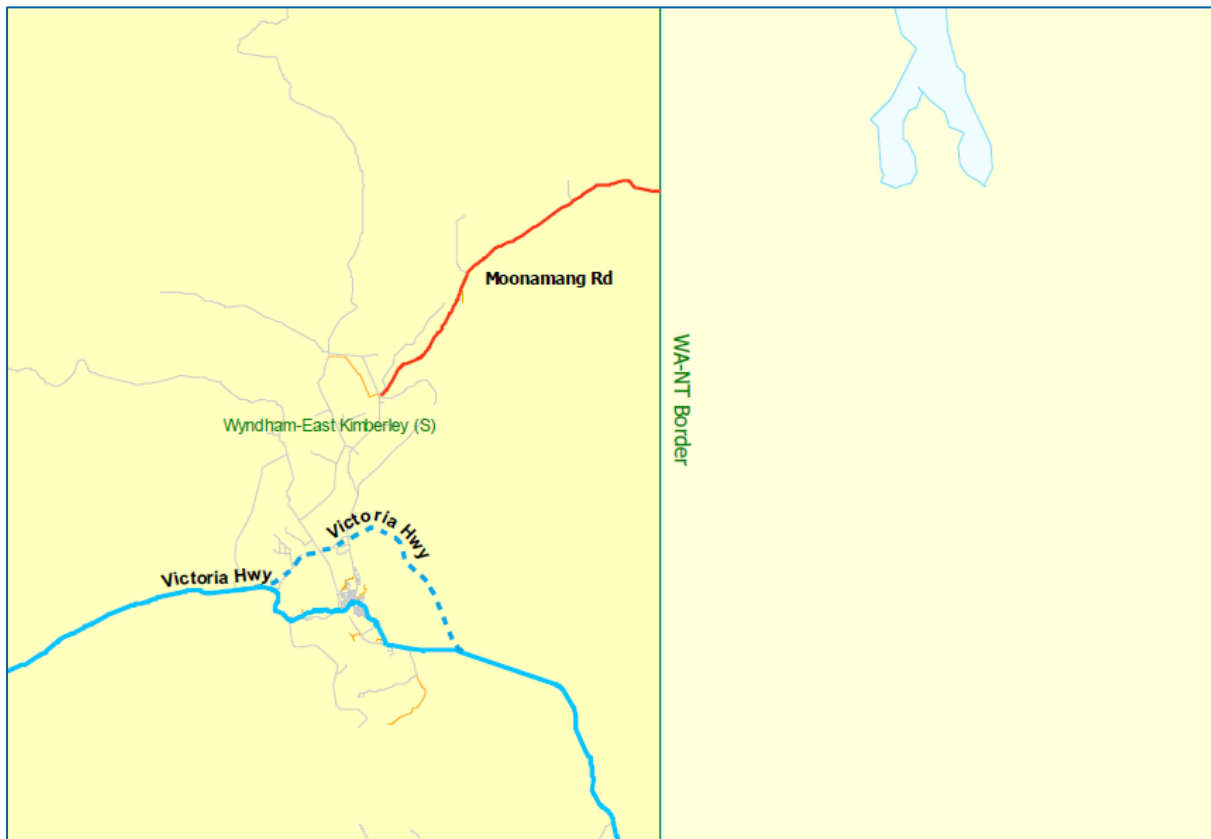 Moonamang Rd
WA-NT Border
Wyndham-East Kimberley (S)
Victoria Hwy
Victoria Hwy